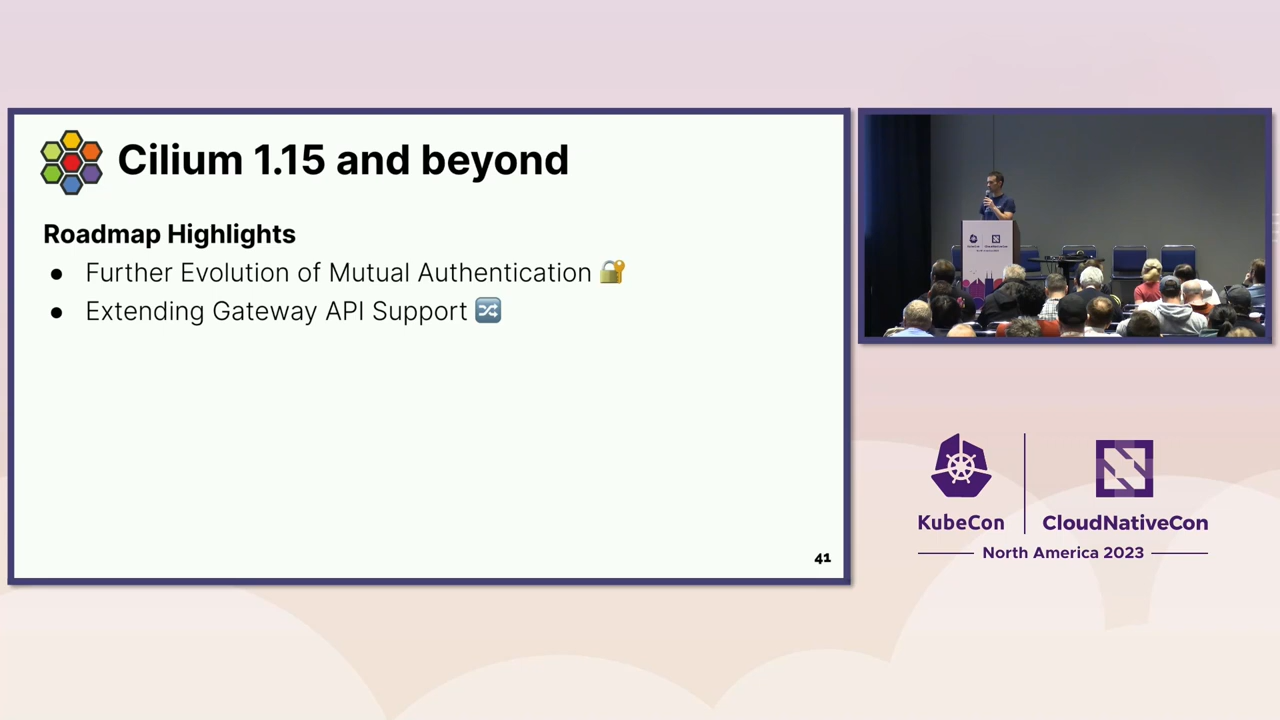 Cilium 1.15 and beyond
Roadmap Highlights
● Further Evolution of Mutual Authentication 🔐
● Extending Gateway API Support 🔀
41
KubeCon
CloudNativeCon
North America 2023